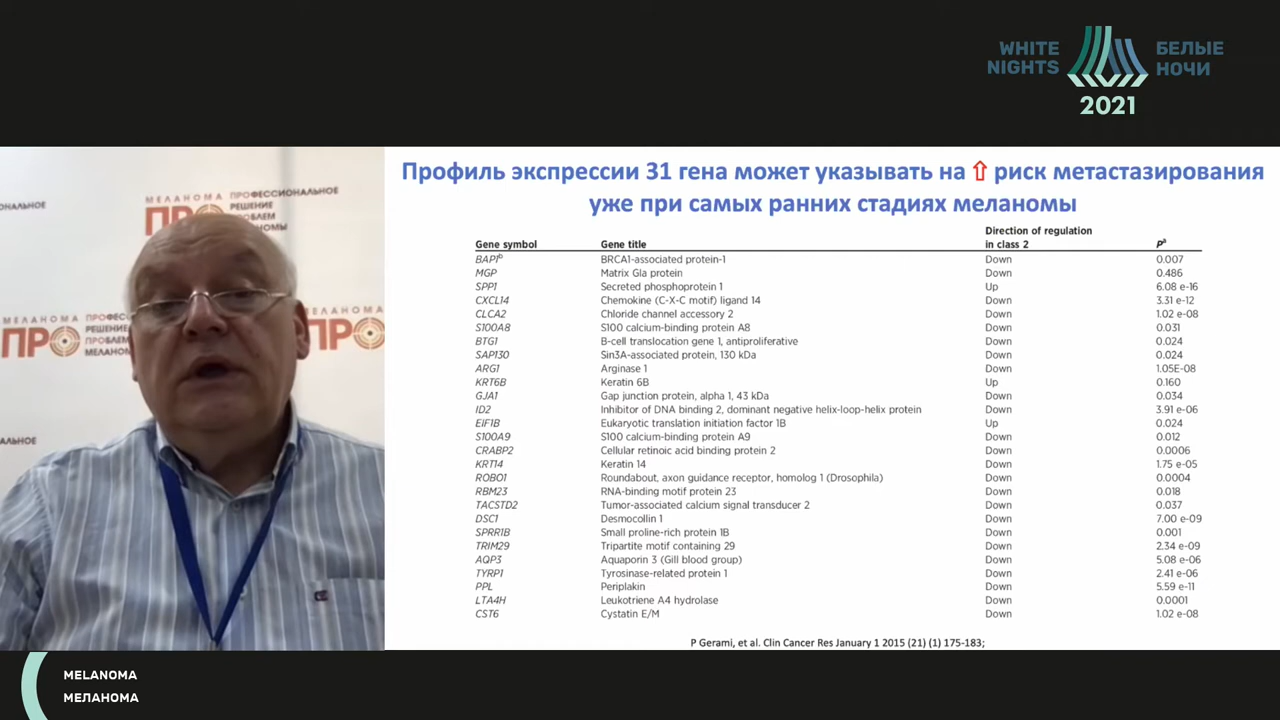 WHITE NIGHTS
БЕЛЫЕ НОЧИ
2021
Профиль экспрессии 31 гена может указывать на ⇧ риск метастазирования
уже при самых ранних стадиях меланомы
МЕЛАНОМА ПРОФЕССИОНАЛЬНОЕ
РЕШЕНИЕ
ПРО
Gene symbol Gene title Direction of regulation in class 2 Pᵃ
BAP1ᵇ BRCA1-associated protein-1 Down 0.007
MGP Matrix Gla protein Down 0.486
SPP1 Secreted phosphoprotein 1 Up 6.08 e-16
CXCL14 Chemokine (C-X-C motif) ligand 14 Down 3.31 e-12
CLCA2 Chloride channel accessory 2 Down 1.02 e-08
S100A8 S100 calcium-binding protein A8 Down 0.031
BTG1 B-cell translocation gene 1, antiproliferative Down 0.024
SAP130 Sin3A-associated protein, 130 kDa Down 0.024
ARG1 Arginase 1 Down 1.05E-08
KRT6B Keratin 6B Up 0.160
GJA1 Gap junction protein, alpha 1, 43 kDa Down 0.034
ID2 Inhibitor of DNA binding 2, dominant negative helix-loop-helix protein Down 3.91 e-06
EIF1B Eukaryotic translation initiation factor 1B Up 0.024
S100A9 S100 calcium-binding protein A9 Down 0.012
CRABP2 Cellular retinoic acid binding protein 2 Down 0.0006
KRT14 Keratin 14 Down 1.75 e-05
ROBO1 Roundabout, axon guidance receptor, homolog 1 (Drosophila) Down 0.0004
RBM23 RNA-binding motif protein 23 Down 0.018
TACSTD2 Tumor-associated calcium signal transducer 2 Down 0.037
DSC1 Desmocollin 1 Down 7.00 e-09
SPRR1B Small proline-rich protein 1B Down 0.001
TRIM29 Tripartite motif containing 29 Down 2.34 e-09
AQP3 Aquaporin 3 (Gill blood group) Down 5.08 e-06
TYRP1 Tyrosinase-related protein 1 Down 2.41 e-06
PPL Periplakin Down 5.59 e-11
LTA4H Leukotriene A4 hydrolase Down 0.0001
CST6 Cystatin E/M Down 1.02 e-08
P Gerami, et al. Clin Cancer Res January 1 2015 (21) (1) 175-183;
MELANOMA
МЕЛАНОМА